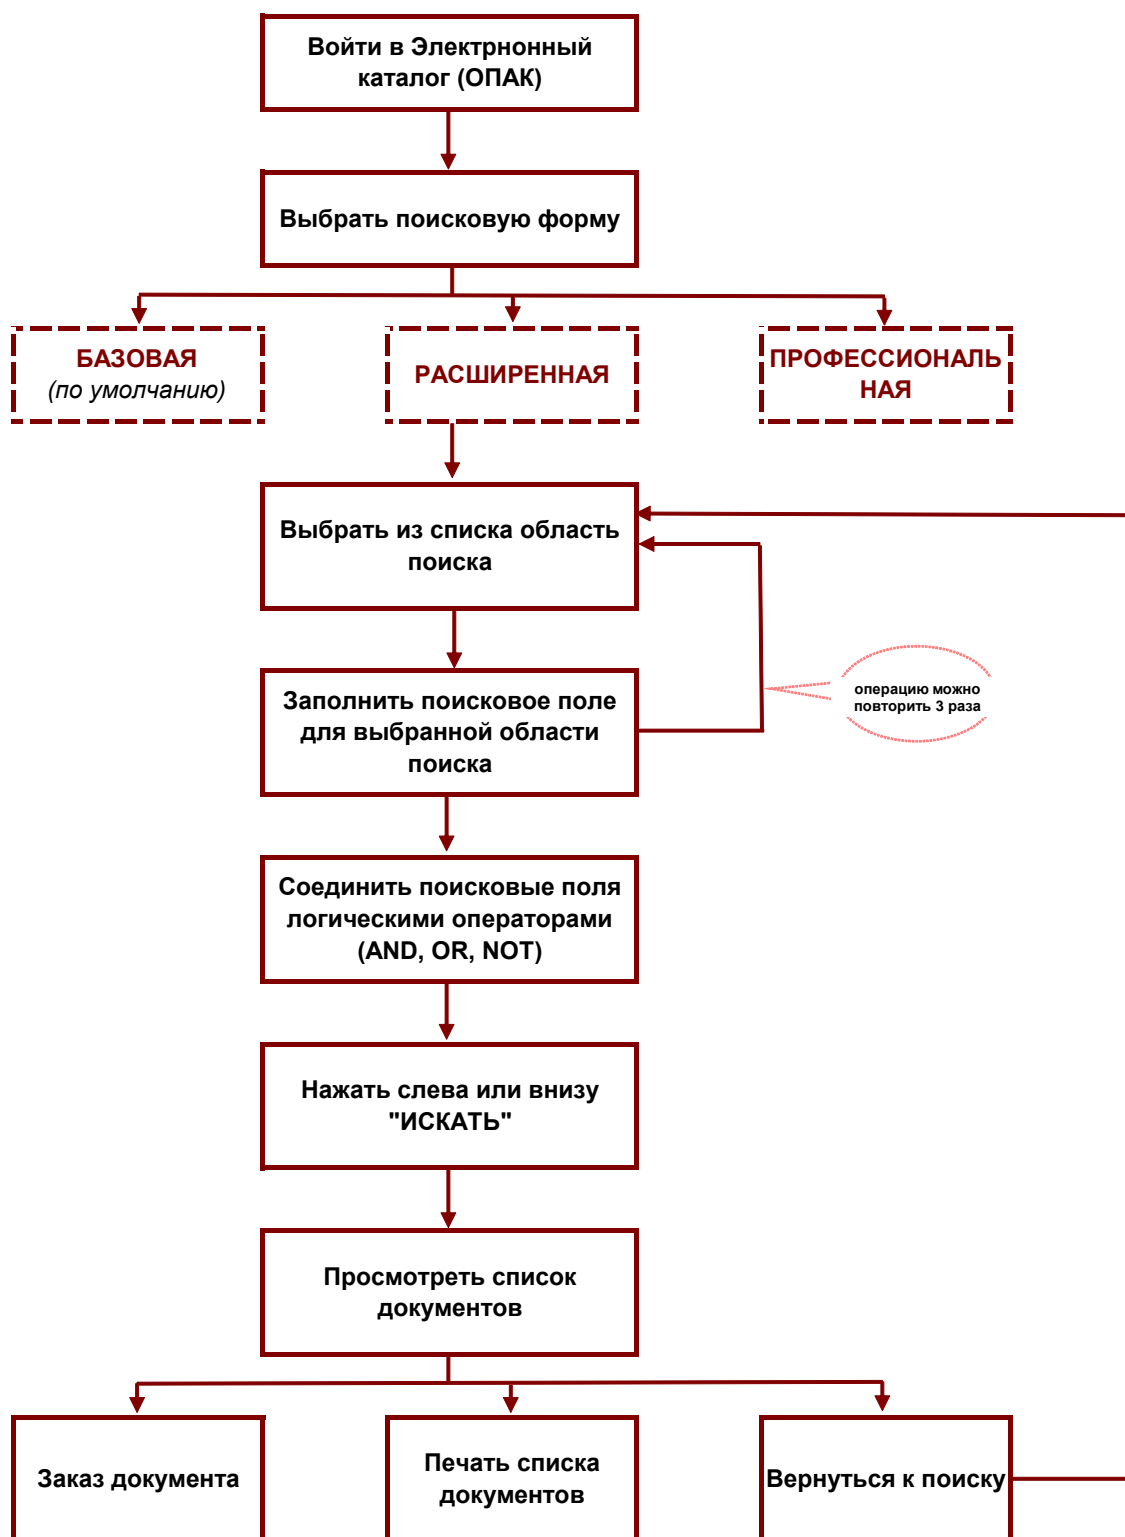 Войти в Электрнонный
каталог (ОПАК)
Выбрать поисковую форму
БАЗОВАЯ
(по умолчанию)
РАСШИРЕННАЯ
ПРОФЕССИОНАЛЬ
НАЯ
Выбрать из списка область
поиска
операцию можно
повторить 3 раза
Заполнить поисковое поле
для выбранной области
поиска
Соединить поисковые поля
логическими операторами
(AND, OR, NOT)
Нажать слева или внизу
"ИСКАТЬ"
Просмотреть список
документов
Заказ документа
Печать списка
документов
Вернуться к поиску